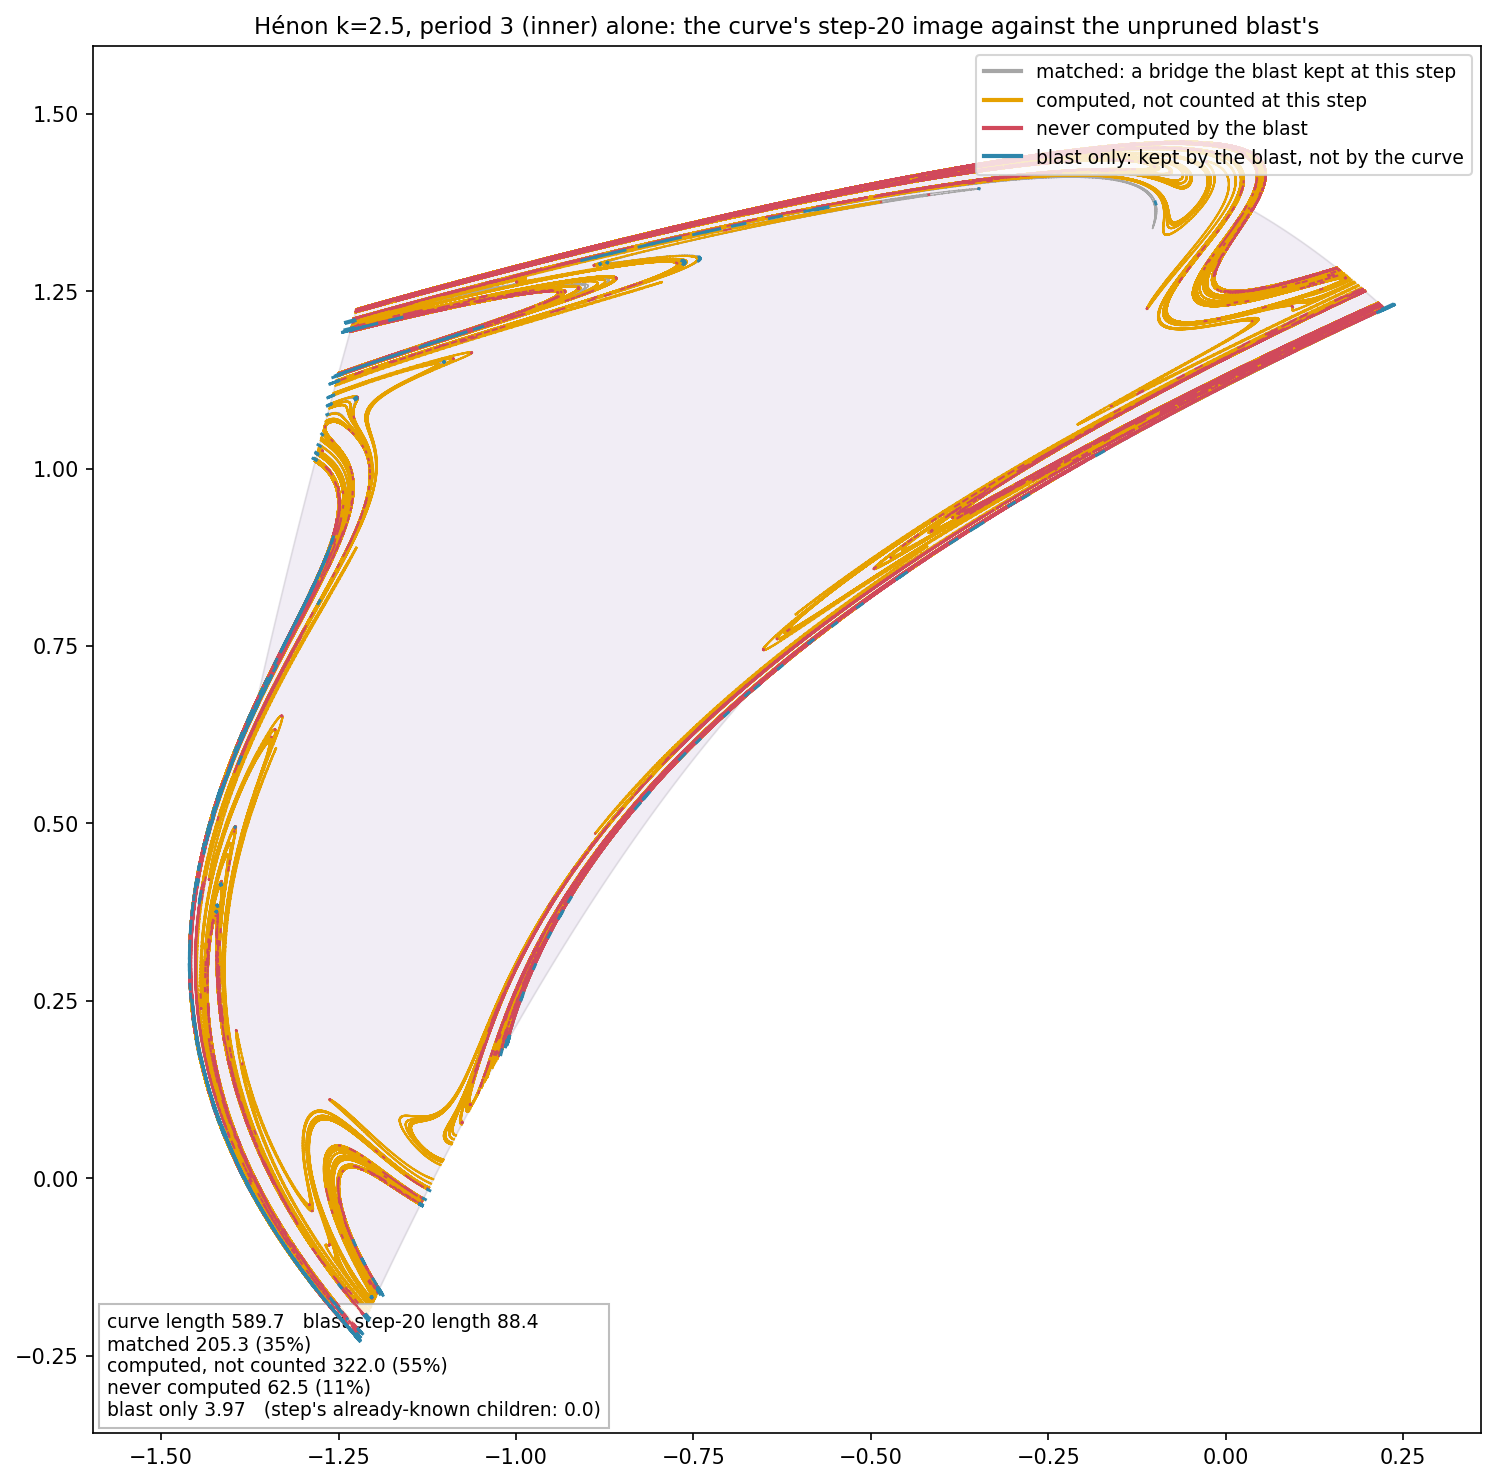 Hénon k=2.5, period 3 (inner) alone: the curve's step-20 image against the unpruned blast's
matched: a bridge the blast kept at this step
computed, not counted at this step
never computed by the blast
blast only: kept by the blast, not by the curve
1.50
1.25
1.00
0.75
0.50
0.25
0.00
−0.25
curve length 589.7   blast step-20 length 88.4
matched 205.3 (35%)
computed, not counted 322.0 (55%)
never computed 62.5 (11%)
blast only 3.97   (step's already-known children: 0.0)
−1.50 −1.25 −1.00 −0.75 −0.50 −0.25 0.00 0.25